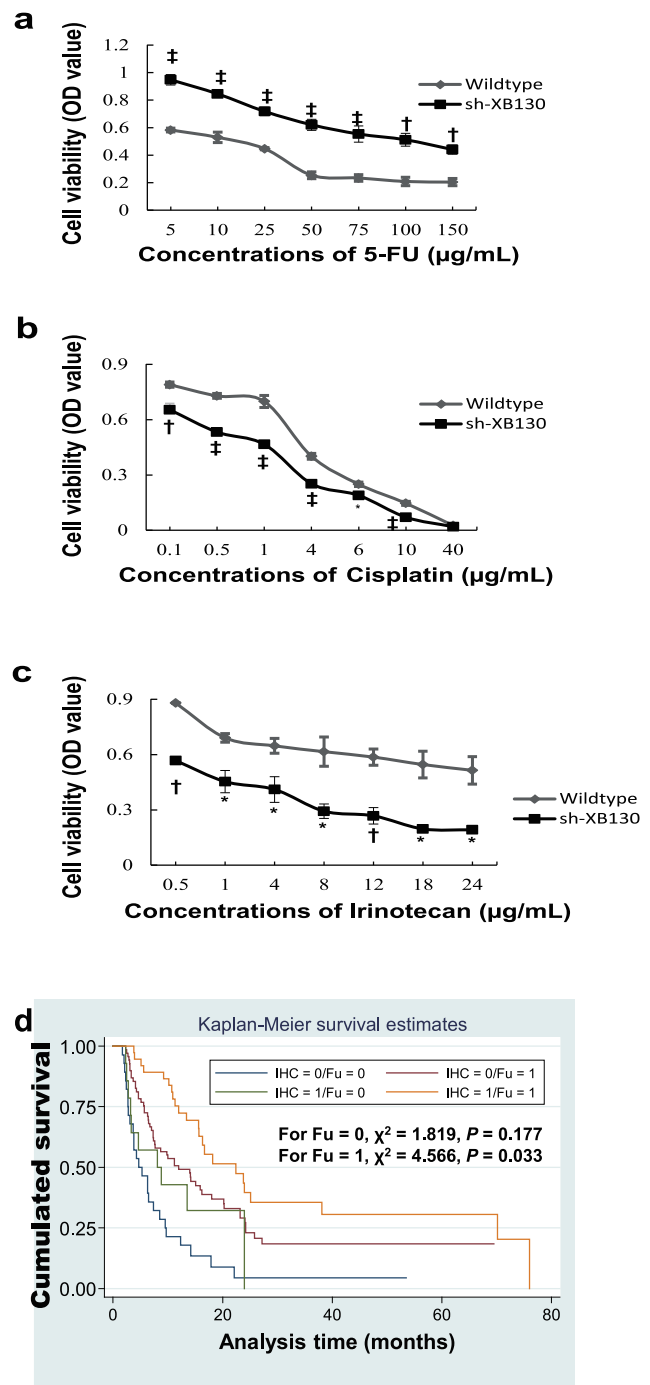 a
Cell viability (OD value)
1.2
1
0.8
0.6
0.4
0.2
0
‡ ‡ ‡ ‡ ‡ † †
Wildtype
sh-XB130
5 10 25 50 75 100 150
Concentrations of 5-FU (µg/mL)
b
Cell viability (OD value)
0.9
0.6
0.3
0
Wildtype
sh-XB130
† ‡ ‡ ‡ * ‡
0.1 0.5 1 4 6 10 40
Concentrations of Cisplatin (µg/mL)
c
Cell viability (OD value)
0.9
0.6
0.3
0
Wildtype
sh-XB130
† * * * † * *
0.5 1 4 8 12 18 24
Concentrations of Irinotecan (µg/mL)
d
Kaplan-Meier survival estimates
Cumulated survival
1.00
0.75
0.50
0.25
0.00
IHC = 0/Fu = 0 IHC = 0/Fu = 1
IHC = 1/Fu = 0 IHC = 1/Fu = 1
For Fu = 0, χ² = 1.819, P = 0.177
For Fu = 1, χ² = 4.566, P = 0.033
0 20 40 60 80
Analysis time (months)